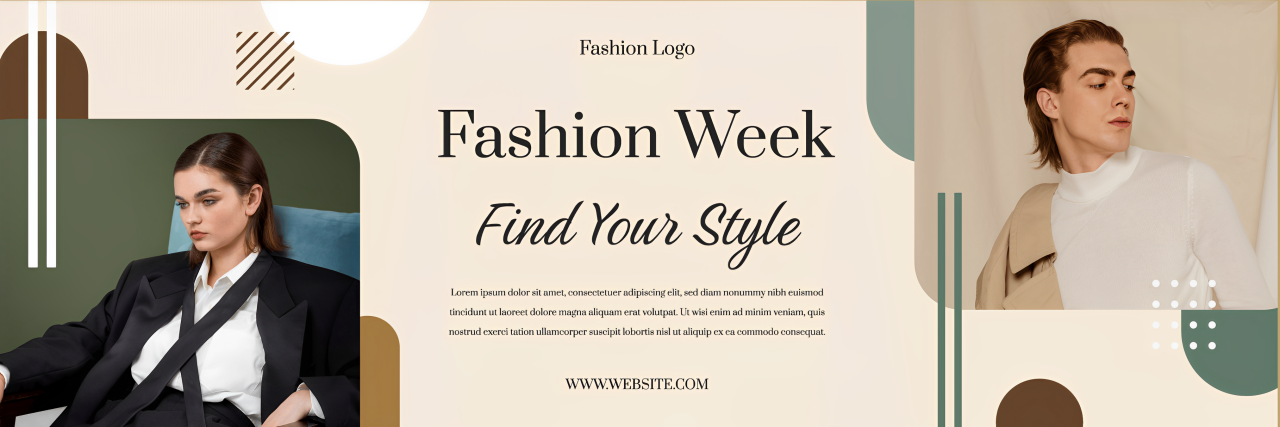 Fashion Logo
Fashion Week
Find Your Style
Lorem ipsum dolor sit amet, consectetuer adipiscing elit, sed diam nonummy nibh euismod
tincidunt ut laoreet dolore magna aliquam erat volutpat. Ut wisi enim ad minim veniam, quis
nostrud exerci tation ullamcorper suscipit lobortis nisl ut aliquip ex ea commodo consequat.
WWW.WEBSITE.COM